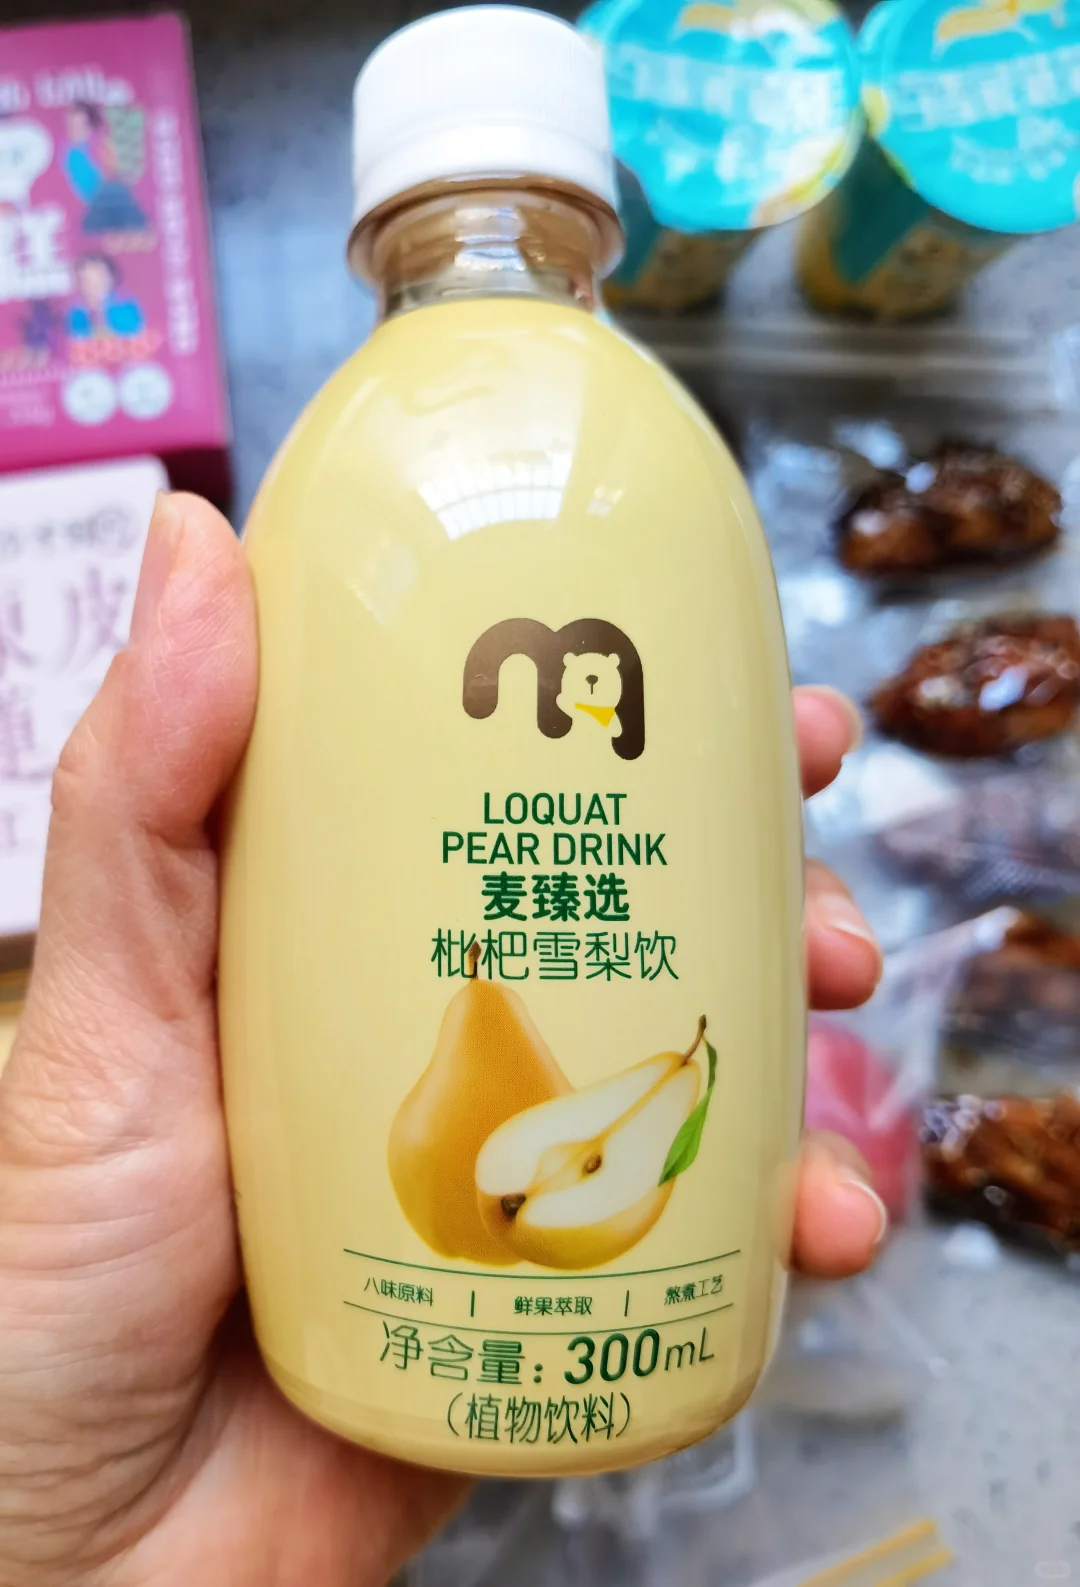 LOQUAT
PEAR DRINK
麦臻选
枇杷雪梨饮
八味原料 | 鲜果萃取 | 熬煮工艺
净含量：300mL
（植物饮料）
皮